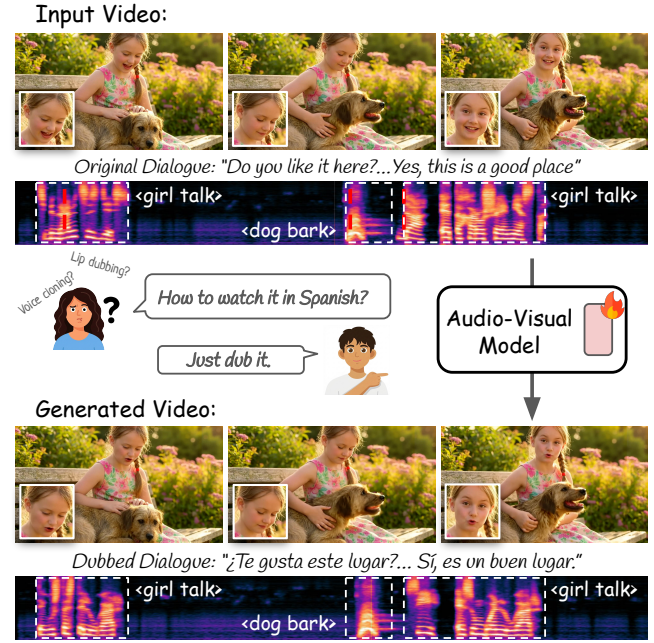 Input Video:
Original Dialogue: "Do you like it here?...Yes, this is a good place"
<girl talk>
<dog bark>
<girl talk>
Lip dubbing?
Voice cloning?
?
How to watch it in Spanish?
Just dub it.
Audio-Visual
Model
Generated Video:
Dubbed Dialogue: "¿Te gusta este lugar?... Sí, es un buen lugar."
<girl talk>
<dog bark>
<girl talk>